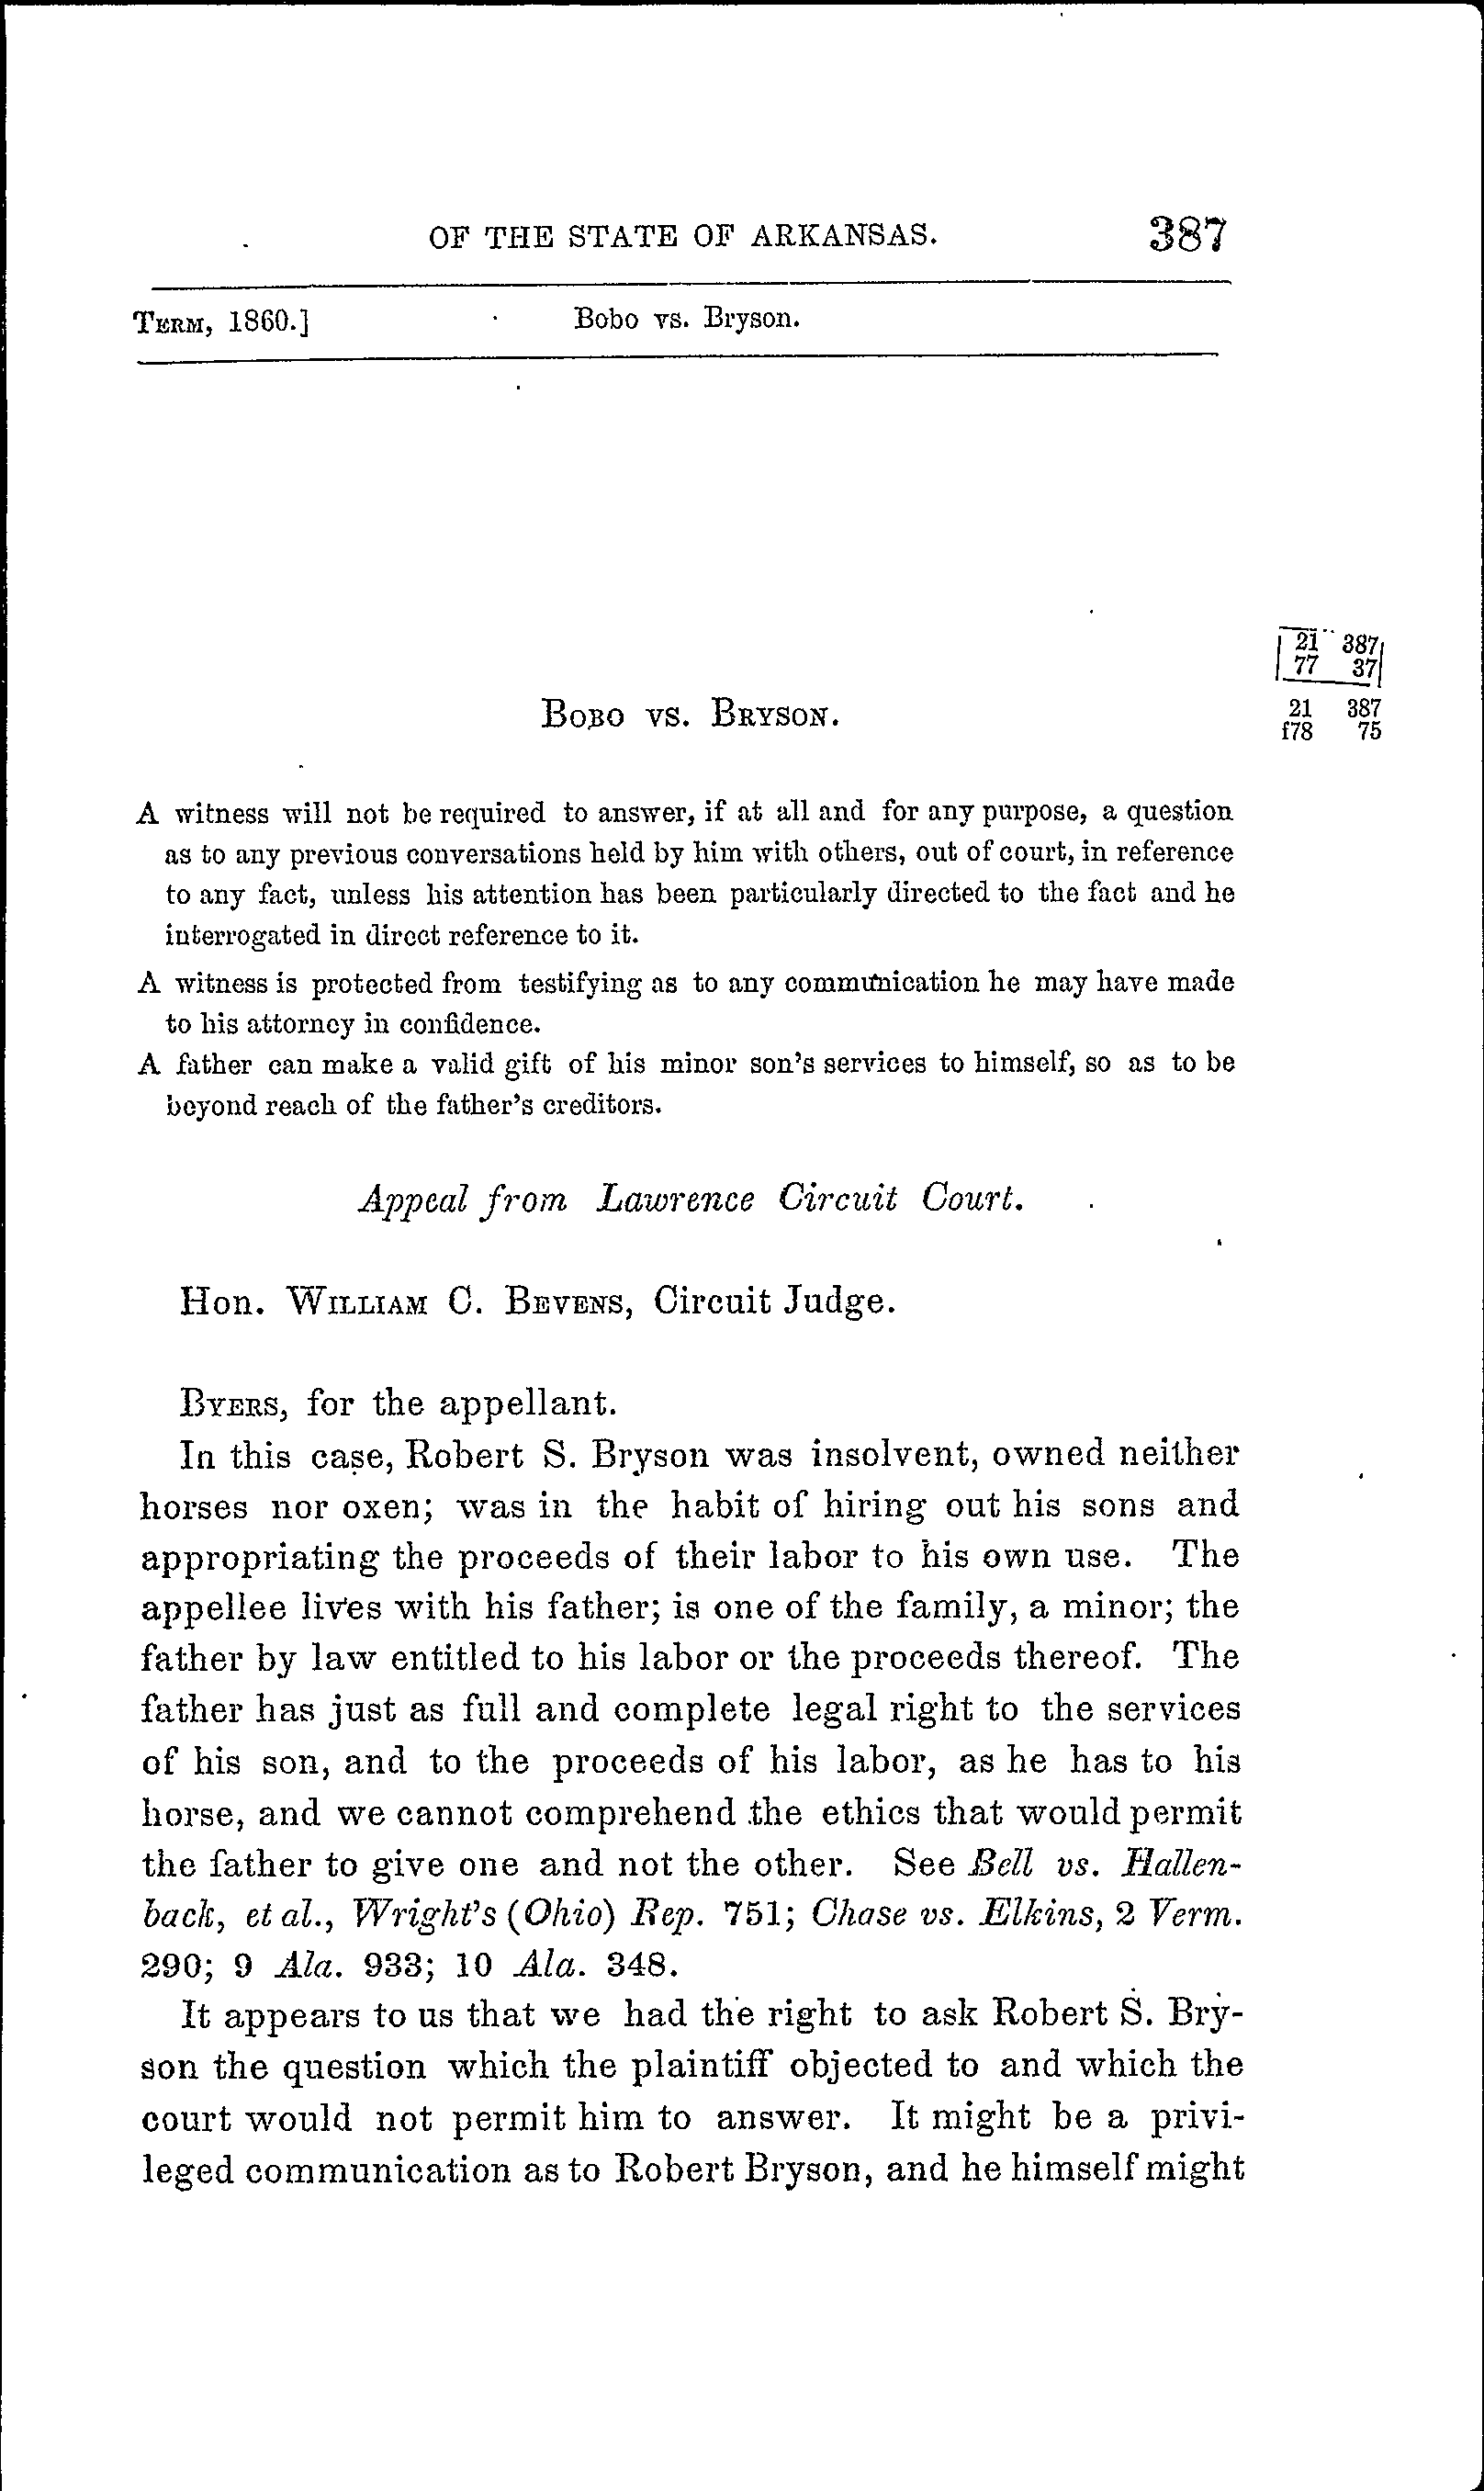 OF THE STATE OF ARKANSAS. 387
TERM, 1860.] Bobo vs. Bryson.
21 387
77 37
21 387
f78 75
BOBO VS. BRYSON.
A witness will not be required to answer, if at all and for any purpose, a question
as to any previous conversations held by him with others, out of court, in reference
to any fact, unless his attention has been particularly directed to the fact and he
interrogated in direct reference to it.
A witness is protected from testifying as to any communication he may have made
to his attorney in confidence.
A father can make a valid gift of his minor son's services to himself, so as to be
beyond reach of the father's creditors.
Appeal from Lawrence Circuit Court.
Hon. WILLIAM C. BEVENS, Circuit Judge.
BYERS, for the appellant.
In this case, Robert S. Bryson was insolvent, owned neither
horses nor oxen; was in the habit of hiring out his sons and
appropriating the proceeds of their labor to his own use. The
appellee lives with his father; is one of the family, a minor; the
father by law entitled to his labor or the proceeds thereof. The
father has just as full and complete legal right to the services
of his son, and to the proceeds of his labor, as he has to his
horse, and we cannot comprehend the ethics that would permit
the father to give one and not the other. See Bell vs. Hallen-
back, et al., Wright's (Ohio) Rep. 751; Chase vs. Elkins, 2 Verm.
290; 9 Ala. 933; 10 Ala. 348.
It appears to us that we had the right to ask Robert S. Bry-
son the question which the plaintiff objected to and which the
court would not permit him to answer. It might be a privi-
leged communication as to Robert Bryson, and he himself might